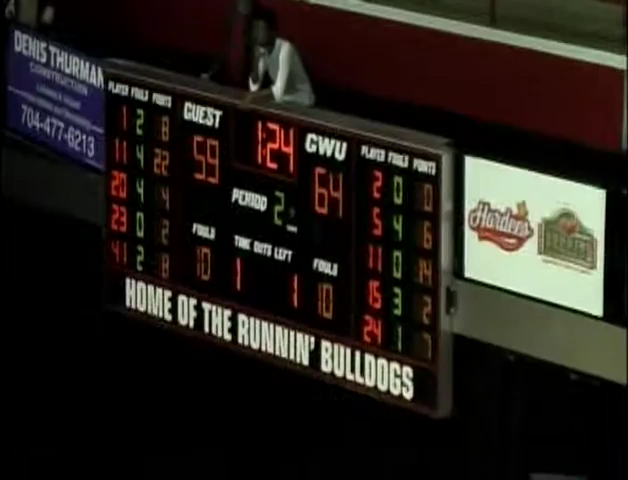 DENIS THURMAN
CONSTRUCTION
704-477-6213
PLAYER FOULS POINTS
1 2 8
11 4 22
20 4 4
23 0 2
41 2 8
GUEST 1:24 GWU
59 64
PERIOD 2
FOULS TIME OUTS LEFT FOULS
10 1 1 10
PLAYER FOULS POINTS
2 0 0
5 4 6
11 0 14
15 3 2
24 1 7
HOME OF THE RUNNIN' BULLDOGS
Hardee's